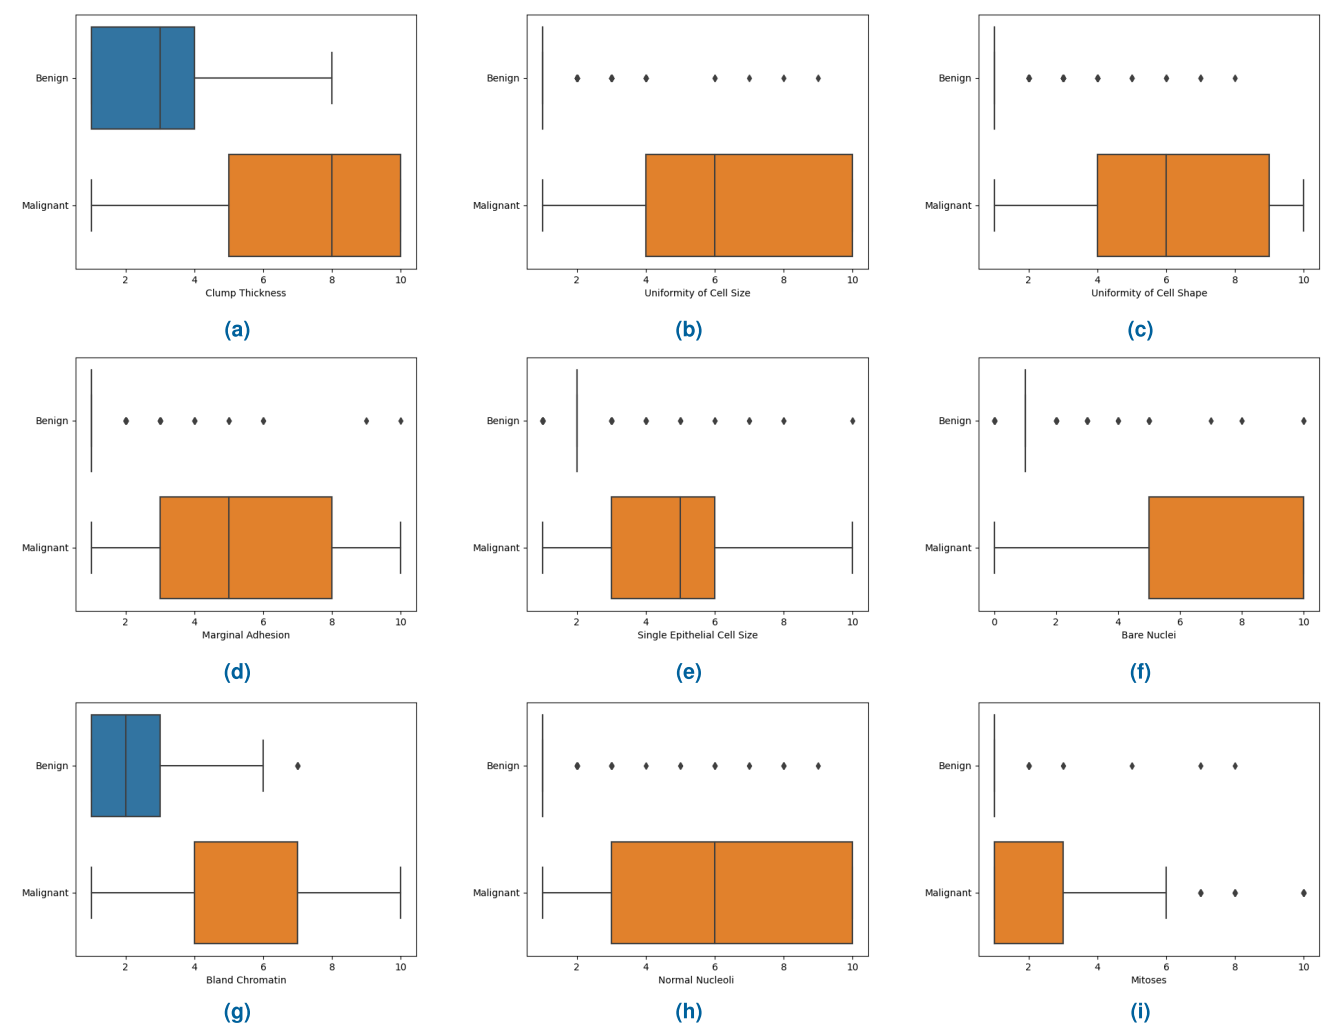 Benign
Malignant
2 4 6 8 10
Clump Thickness
(a)
Benign
Malignant
2 4 6 8 10
Uniformity of Cell Size
(b)
Benign
Malignant
2 4 6 8 10
Uniformity of Cell Shape
(c)
Benign
Malignant
2 4 6 8 10
Marginal Adhesion
(d)
Benign
Malignant
2 4 6 8 10
Single Epithelial Cell Size
(e)
Benign
Malignant
0 2 4 6 8 10
Bare Nuclei
(f)
Benign
Malignant
2 4 6 8 10
Bland Chromatin
(g)
Benign
Malignant
2 4 6 8 10
Normal Nucleoli
(h)
Benign
Malignant
2 4 6 8 10
Mitoses
(i)